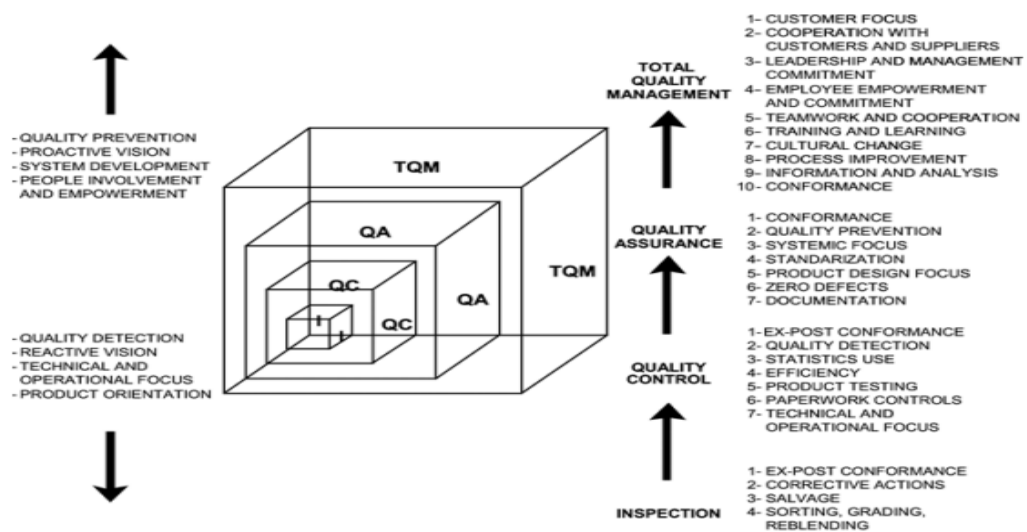 - QUALITY PREVENTION
- PROACTIVE VISION
- SYSTEM DEVELOPMENT
- PEOPLE INVOLVEMENT
AND EMPOWERMENT
- QUALITY DETECTION
- REACTIVE VISION
- TECHNICAL AND
OPERATIONAL FOCUS
- PRODUCT ORIENTATION
TQM
TQM
QA
QA
QC
QC
I
I
TOTAL
QUALITY
MANAGEMENT
1- CUSTOMER FOCUS
2- COOPERATION WITH
CUSTOMERS AND SUPPLIERS
3- LEADERSHIP AND MANAGEMENT
COMMITMENT
4- EMPLOYEE EMPOWERMENT
AND COMMITMENT
5- TEAMWORK AND COOPERATION
6- TRAINING AND LEARNING
7- CULTURAL CHANGE
8- PROCESS IMPROVEMENT
9- INFORMATION AND ANALYSIS
10- CONFORMANCE
QUALITY
ASSURANCE
1- CONFORMANCE
2- QUALITY PREVENTION
3- SYSTEMIC FOCUS
4- STANDARIZATION
5- PRODUCT DESIGN FOCUS
6- ZERO DEFECTS
7- DOCUMENTATION
QUALITY
CONTROL
1- EX-POST CONFORMANCE
2- QUALITY DETECTION
3- STATISTICS USE
4- EFFICIENCY
5- PRODUCT TESTING
6- PAPERWORK CONTROLS
7- TECHNICAL AND
OPERATIONAL FOCUS
INSPECTION
1- EX-POST CONFORMANCE
2- CORRECTIVE ACTIONS
3- SALVAGE
4- SORTING, GRADING,
REBLENDING